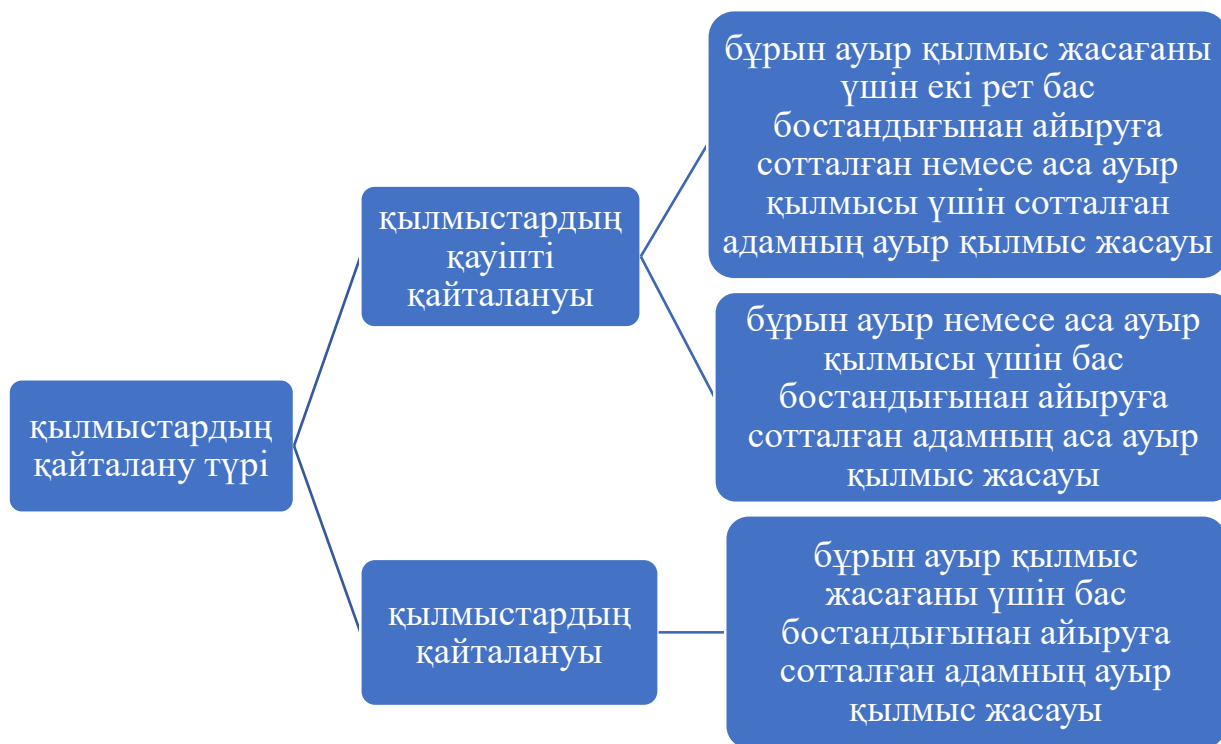 қылмыстардың
қайталану түрі
қылмыстардың
қауіпті
қайталануы
бұрын ауыр қылмыс жасағаны
үшін екі рет бас
бостандығынан айыруға
сотталған немесе аса ауыр
қылмысы үшін сотталған
адамның ауыр қылмыс жасауы
бұрын ауыр немесе аса ауыр
қылмысы үшін бас
бостандығынан айыруға
сотталған адамның аса ауыр
қылмыс жасауы
қылмыстардың
қайталануы
бұрын ауыр қылмыс
жасағаны үшін бас
бостандығынан айыруға
сотталған адамның ауыр
қылмыс жасауы